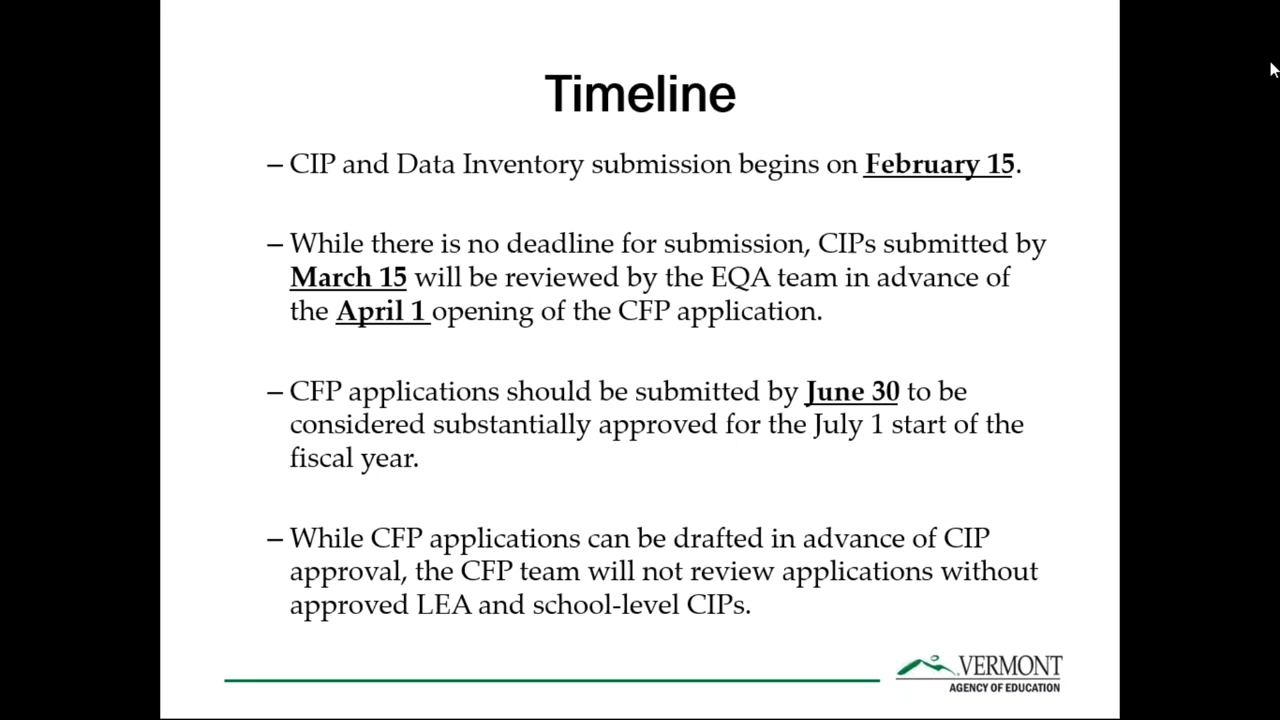 Timeline
– CIP and Data Inventory submission begins on February 15.
– While there is no deadline for submission, CIPs submitted by
March 15 will be reviewed by the EQA team in advance of
the April 1 opening of the CFP application.
– CFP applications should be submitted by June 30 to be
considered substantially approved for the July 1 start of the
fiscal year.
– While CFP applications can be drafted in advance of CIP
approval, the CFP team will not review applications without
approved LEA and school-level CIPs.
VERMONT
AGENCY OF EDUCATION